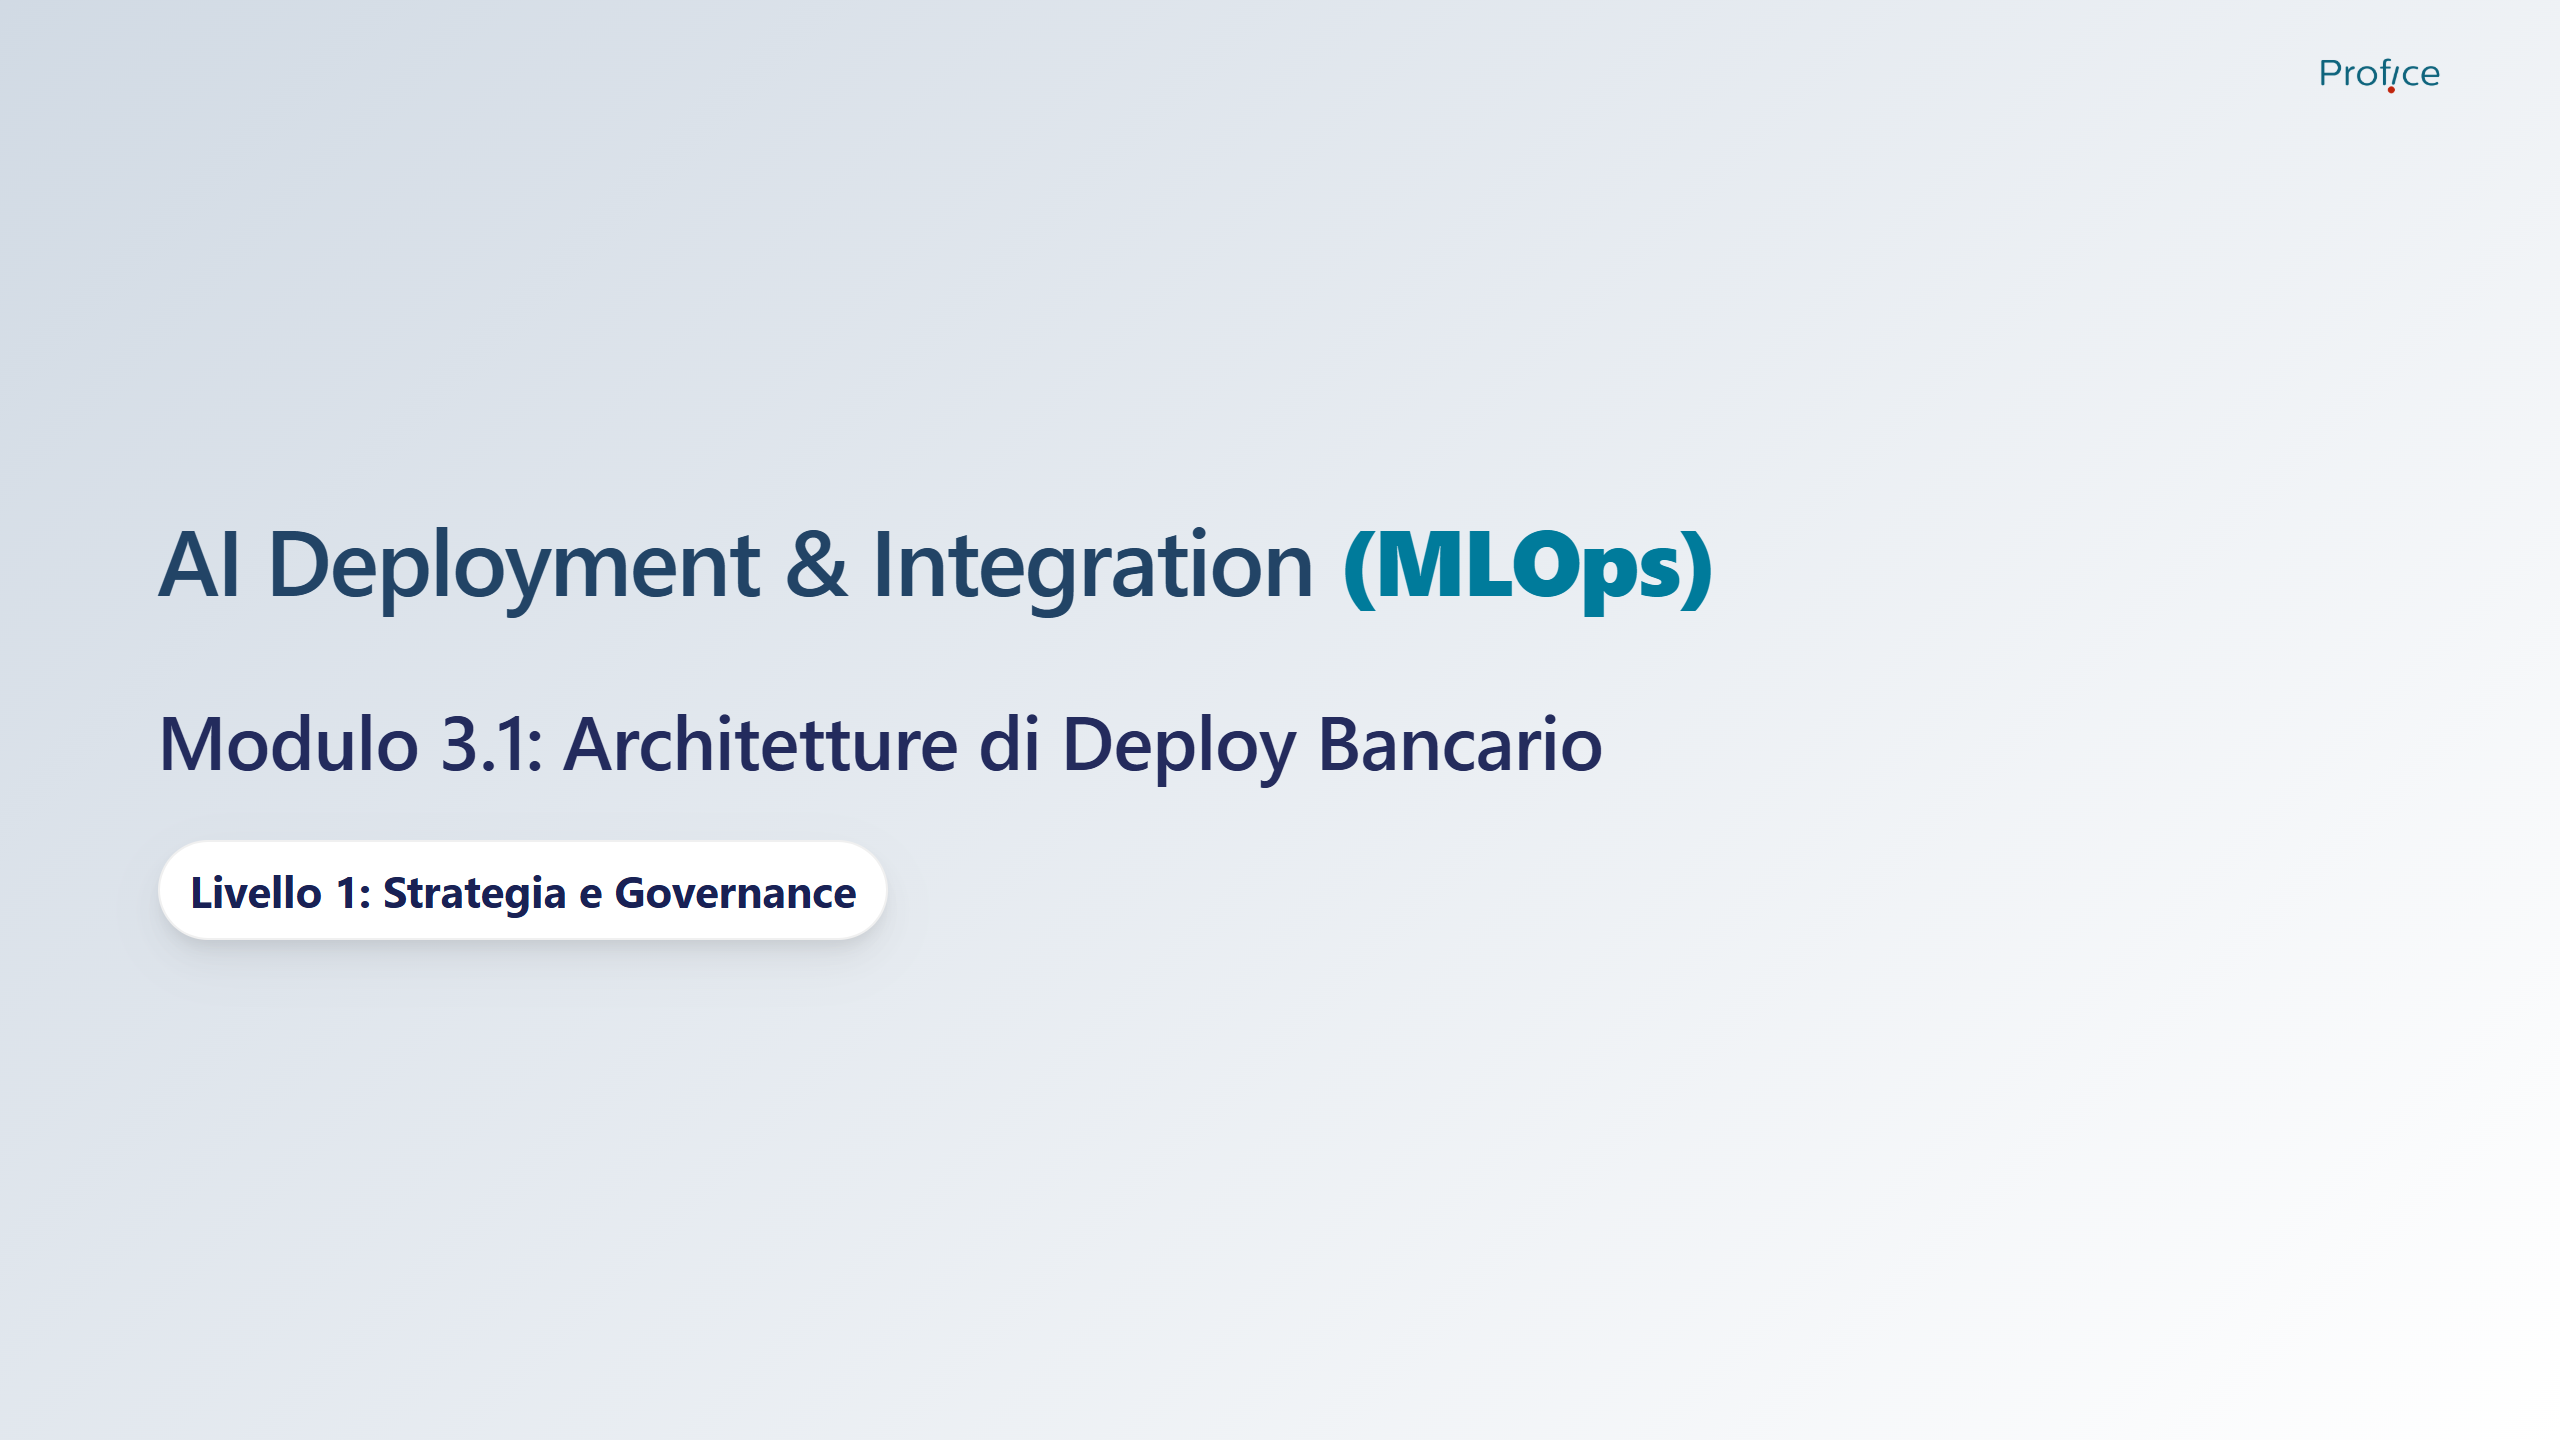 Profice
AI Deployment & Integration (MLOps)
Modulo 3.1: Architetture di Deploy Bancario
Livello 1: Strategia e Governance